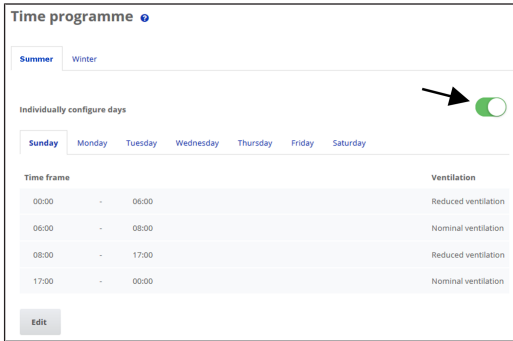 Time programme ?
Summer Winter
Individually configure days
Sunday Monday Tuesday Wednesday Thursday Friday Saturday
Time frame Ventilation
00:00 - 06:00 Reduced ventilation
06:00 - 08:00 Nominal ventilation
08:00 - 17:00 Reduced ventilation
17:00 - 00:00 Nominal ventilation
Edit